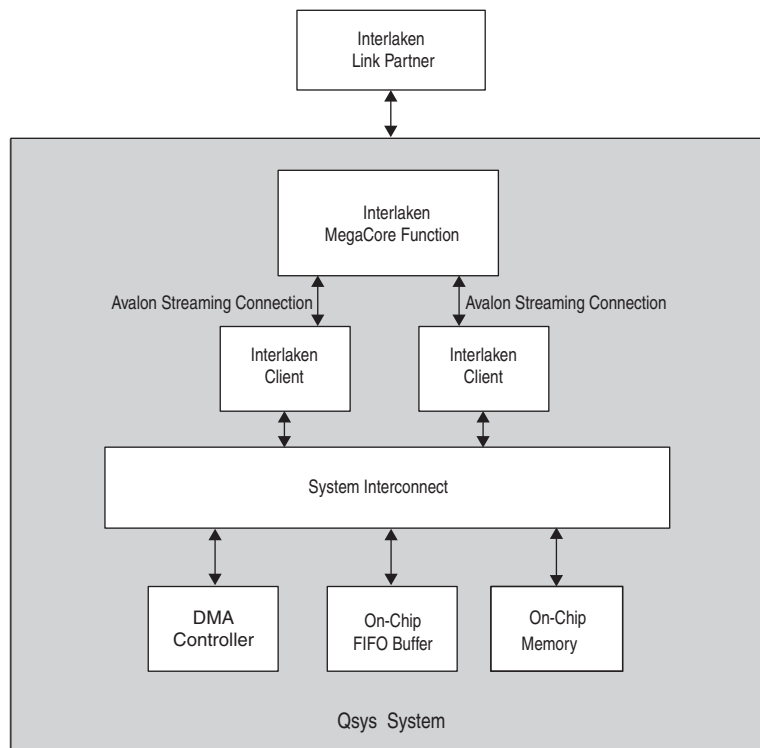 Interlaken
Link Partner
Interlaken
MegaCore Function
Avalon Streaming Connection
Avalon Streaming Connection
Interlaken
Client
Interlaken
Client
System Interconnect
DMA
Controller
On-Chip
FIFO Buffer
On-Chip
Memory
Qsys System